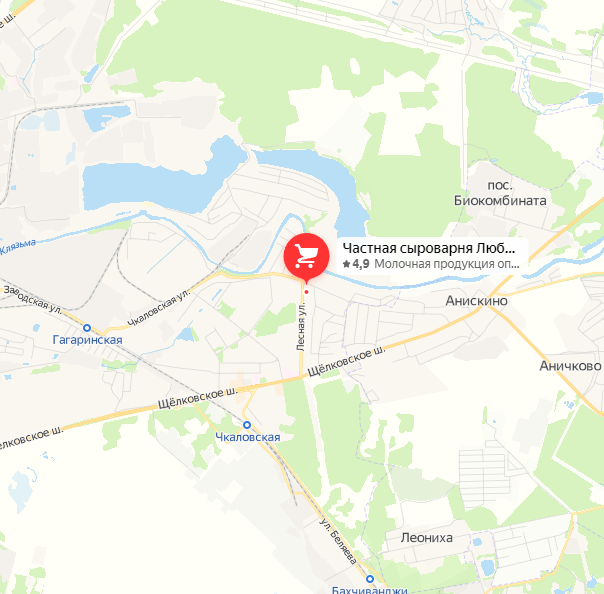 е ш.
пос.
Биокомбината
Клязьма
Частная сыроварня Люб...
4,9 Молочная продукция оп...
Заводская ул.
Чкаловская ул.
Лесная ул.
Анискино
Гагаринская
Щёлковское ш.
Аничково
Щёлковское ш.
Чкаловская
елковское ш.
ул. Беляева
Леониха
Бахчиванджи